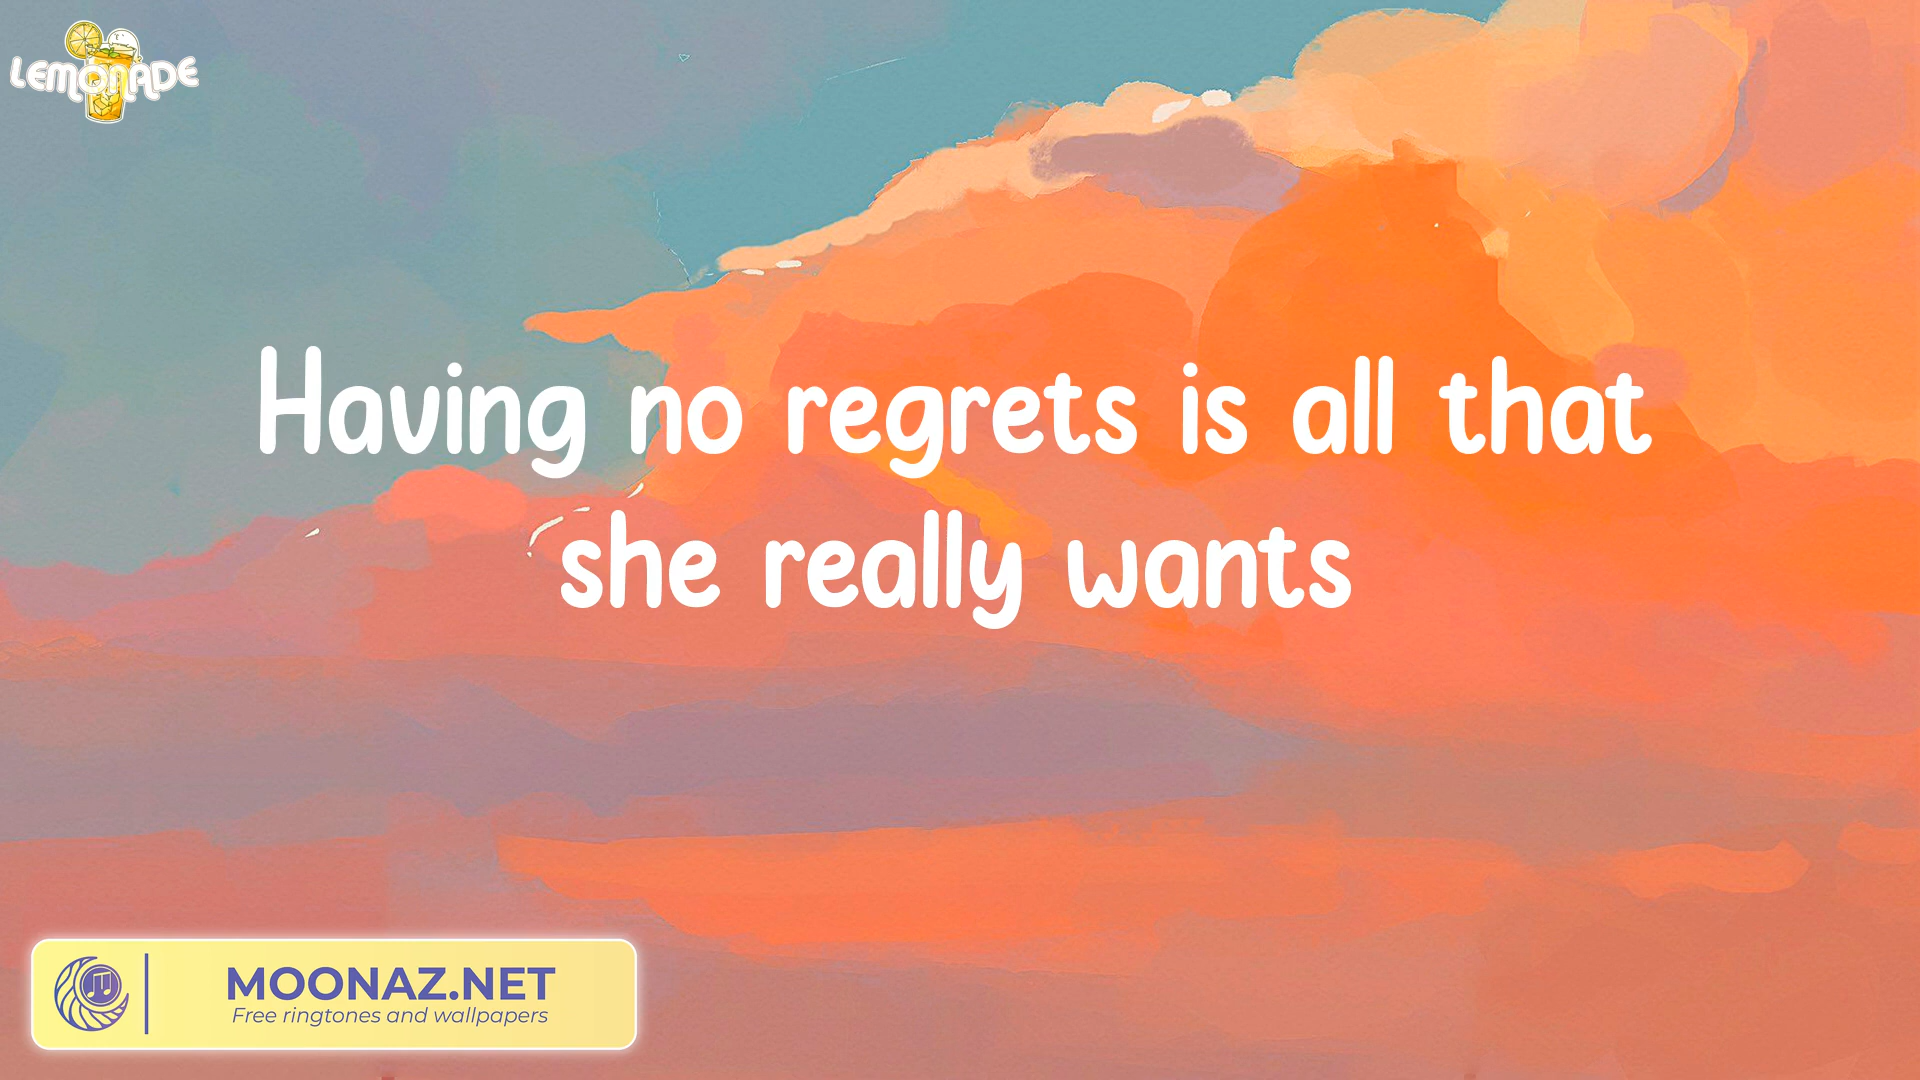 LEMONADE
Having no regrets is all that
she really wants
MOONAZ.NET
Free ringtones and wallpapers